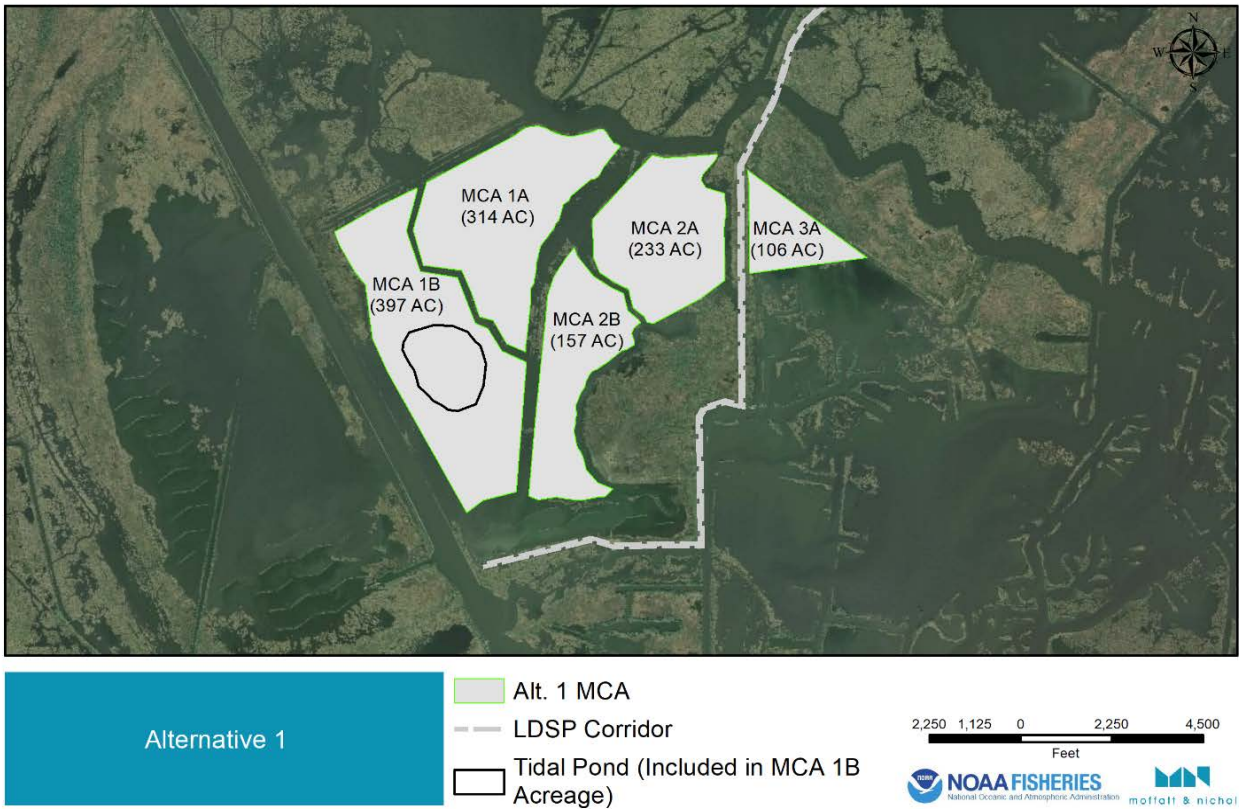 N
W E
S
MCA 1A
(314 AC)
MCA 2A
(233 AC)
MCA 3A
(106 AC)
MCA 1B
(397 AC)
MCA 2B
(157 AC)
Alternative 1
Alt. 1 MCA
LDSP Corridor
Tidal Pond (Included in MCA 1B
Acreage)
2,250 1,125 0 2,250 4,500
Feet
NOAA
NOAA FISHERIES
National Oceanic and Atmospheric Administration
moffatt & nichol